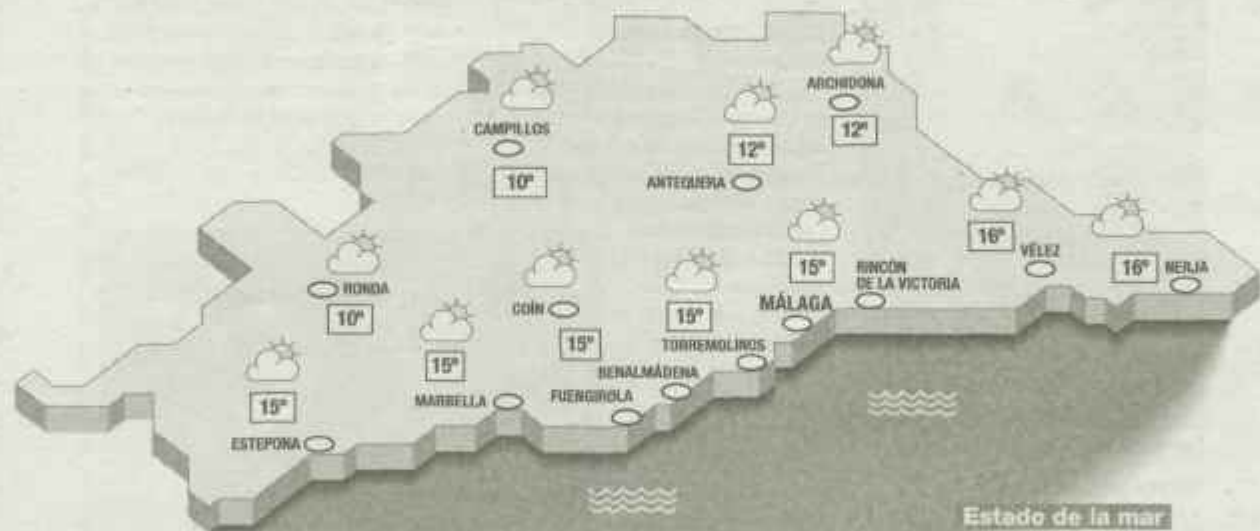 ARCHIDONA
12º
CAMPILLOS
10º
12º
ANTEQUERA
16º
VÉLEZ
16º
NERJA
15º
RINCÓN
DE LA VICTORIA
MÁLAGA
RONDA
10º
COÍN
15º
15º
TORREMOLINOS
BENALMÁDENA
FUENGIROLA
15º
MARBELLA
15º
ESTEPONA
Estado de la mar